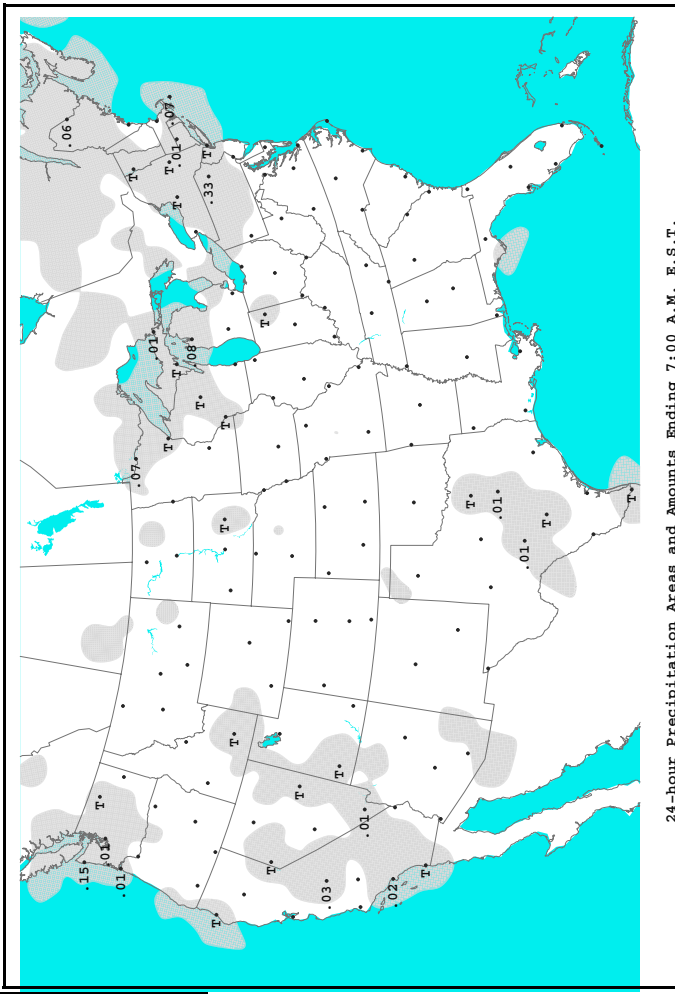 .06
.15
T
.01
.01
T
.07
.01
T
T
.07
T
.01
T
.08
T
T
.33
T
T
T
T
T
T
T
.03
T
.01
.02
T
T
.01
.01
T
T
24-hour Precipitation Areas and Amounts Ending 7:00 A.M. E.S.T.